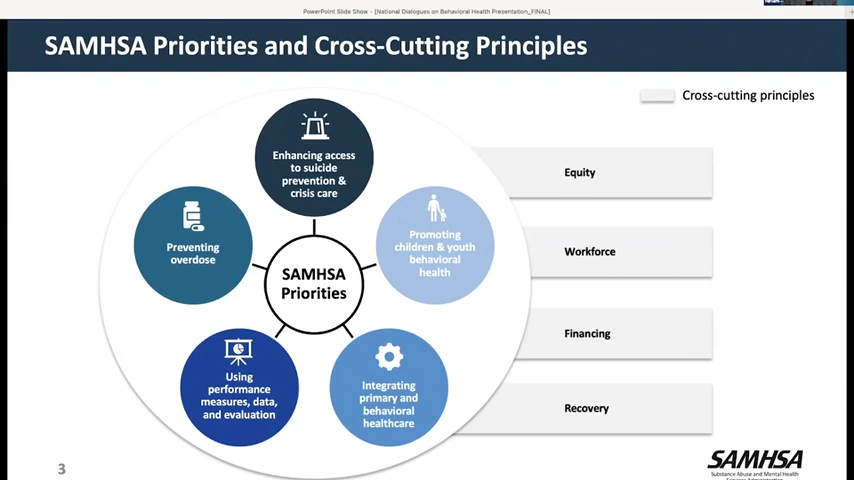 PowerPoint Slide Show - [National Dialogues on Behavioral Health Presentation_FINAL]
SAMHSA Priorities and Cross-Cutting Principles
Cross-cutting principles
Enhancing access
to suicide
prevention &
crisis care
Preventing
overdose
Promoting
children & youth
behavioral
health
SAMHSA
Priorities
Using
performance
measures, data,
and evaluation
Integrating
primary and
behavioral
healthcare
Equity
Workforce
Financing
Recovery
3
SAMHSA
Substance Abuse and Mental Health
Services Administration